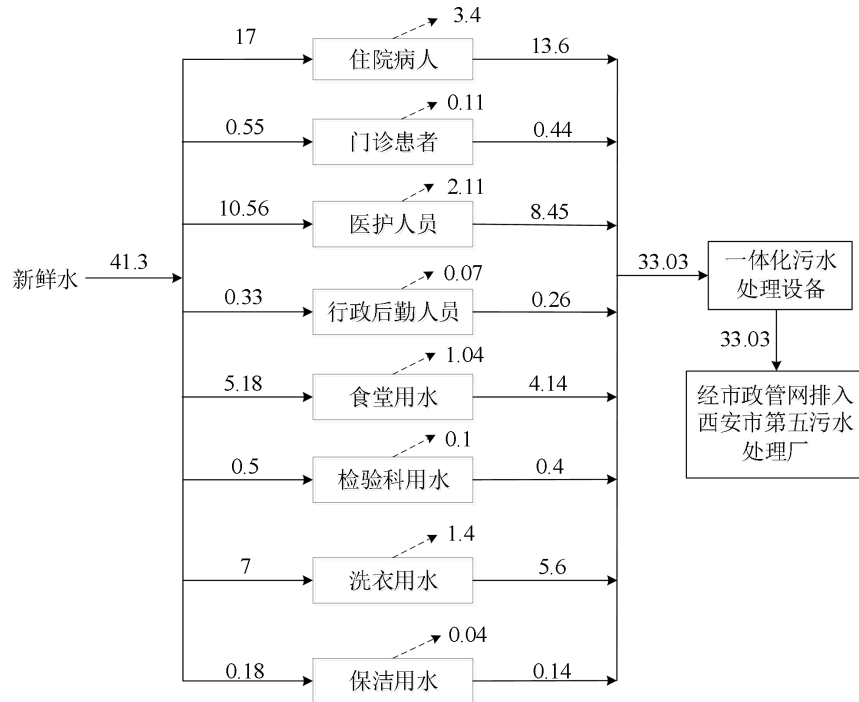 3.4
17
住院病人
13.6
0.11
0.55
门诊患者
0.44
2.11
10.56
医护人员
8.45
新鲜水
41.3
0.07
0.33
行政后勤人员
0.26
33.03
一体化污水
处理设备
33.03
1.04
5.18
食堂用水
4.14
经市政管网排入
西安市第五污水
处理厂
0.1
0.5
检验科用水
0.4
1.4
7
洗衣用水
5.6
0.04
0.18
保洁用水
0.14